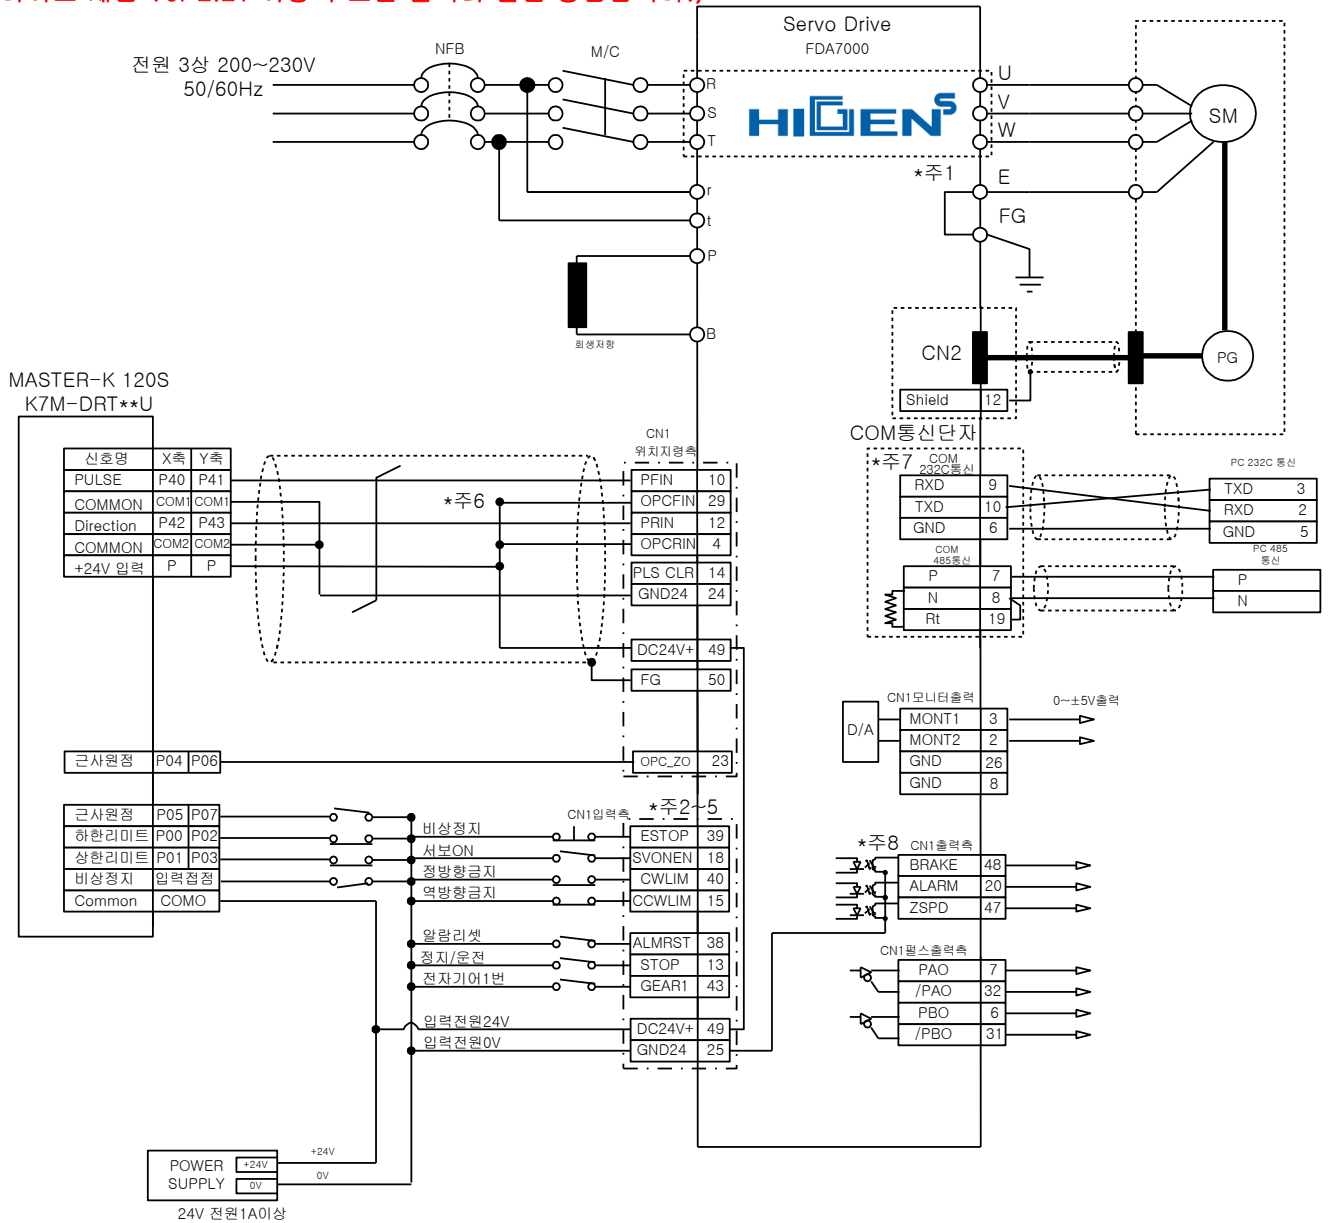 Servo Drive
FDA7000
NFB
M/C
전원 3상 200~230V
50/60Hz
R
S
T
HIGEN S
U
V
W
SM
*주1
E
r
FG
t
P
B
회생저항
CN2
PG
Shield 12
MASTER-K 120S
K7M-DRT**U
신호명 X축 Y축
PULSE P40 P41
COMMON COM1 COM1
Direction P42 P43
COMMON COM2 COM2
+24V 입력 P P
*주6
CN1
위치지령측
PFIN 10
OPCFIN 29
PRIN 12
OPCRIN 4
PLS CLR 14
GND24 24
DC24V+ 49
FG 50
OPC_ZO 23
COM통신단자
*주7
COM
232C통신
RXD 9
TXD 10
GND 6
COM
485통신
P 7
N 8
Rt 19
PC 232C 통신
TXD 3
RXD 2
GND 5
PC 485
통신
P
N
CN1모니터출력
0~±5V출력
D/A
MONT1 3
MONT2 2
GND 26
GND 8
근사원점 P04 P06
근사원점 P05 P07
하한리미트 P00 P02
상한리미트 P01 P03
비상정지 입력접점
Common COMO
*주2~5
CN1입력측
비상정지 ESTOP 39
서보ON SVONEN 18
정방향금지 CWLIM 40
역방향금지 CCWLIM 15
알람리셋 ALMRST 38
정지/운전 STOP 13
전자기어1번 GEAR1 43
입력전원24V DC24V+ 49
입력전원0V GND24 25
*주8
CN1출력측
BRAKE 48
ALARM 20
ZSPD 47
CN1펄스출력측
PAO 7
/PAO 32
PBO 6
/PBO 31
POWER
SUPPLY
+24V
0V
+24V
0V
24V 전원1A이상